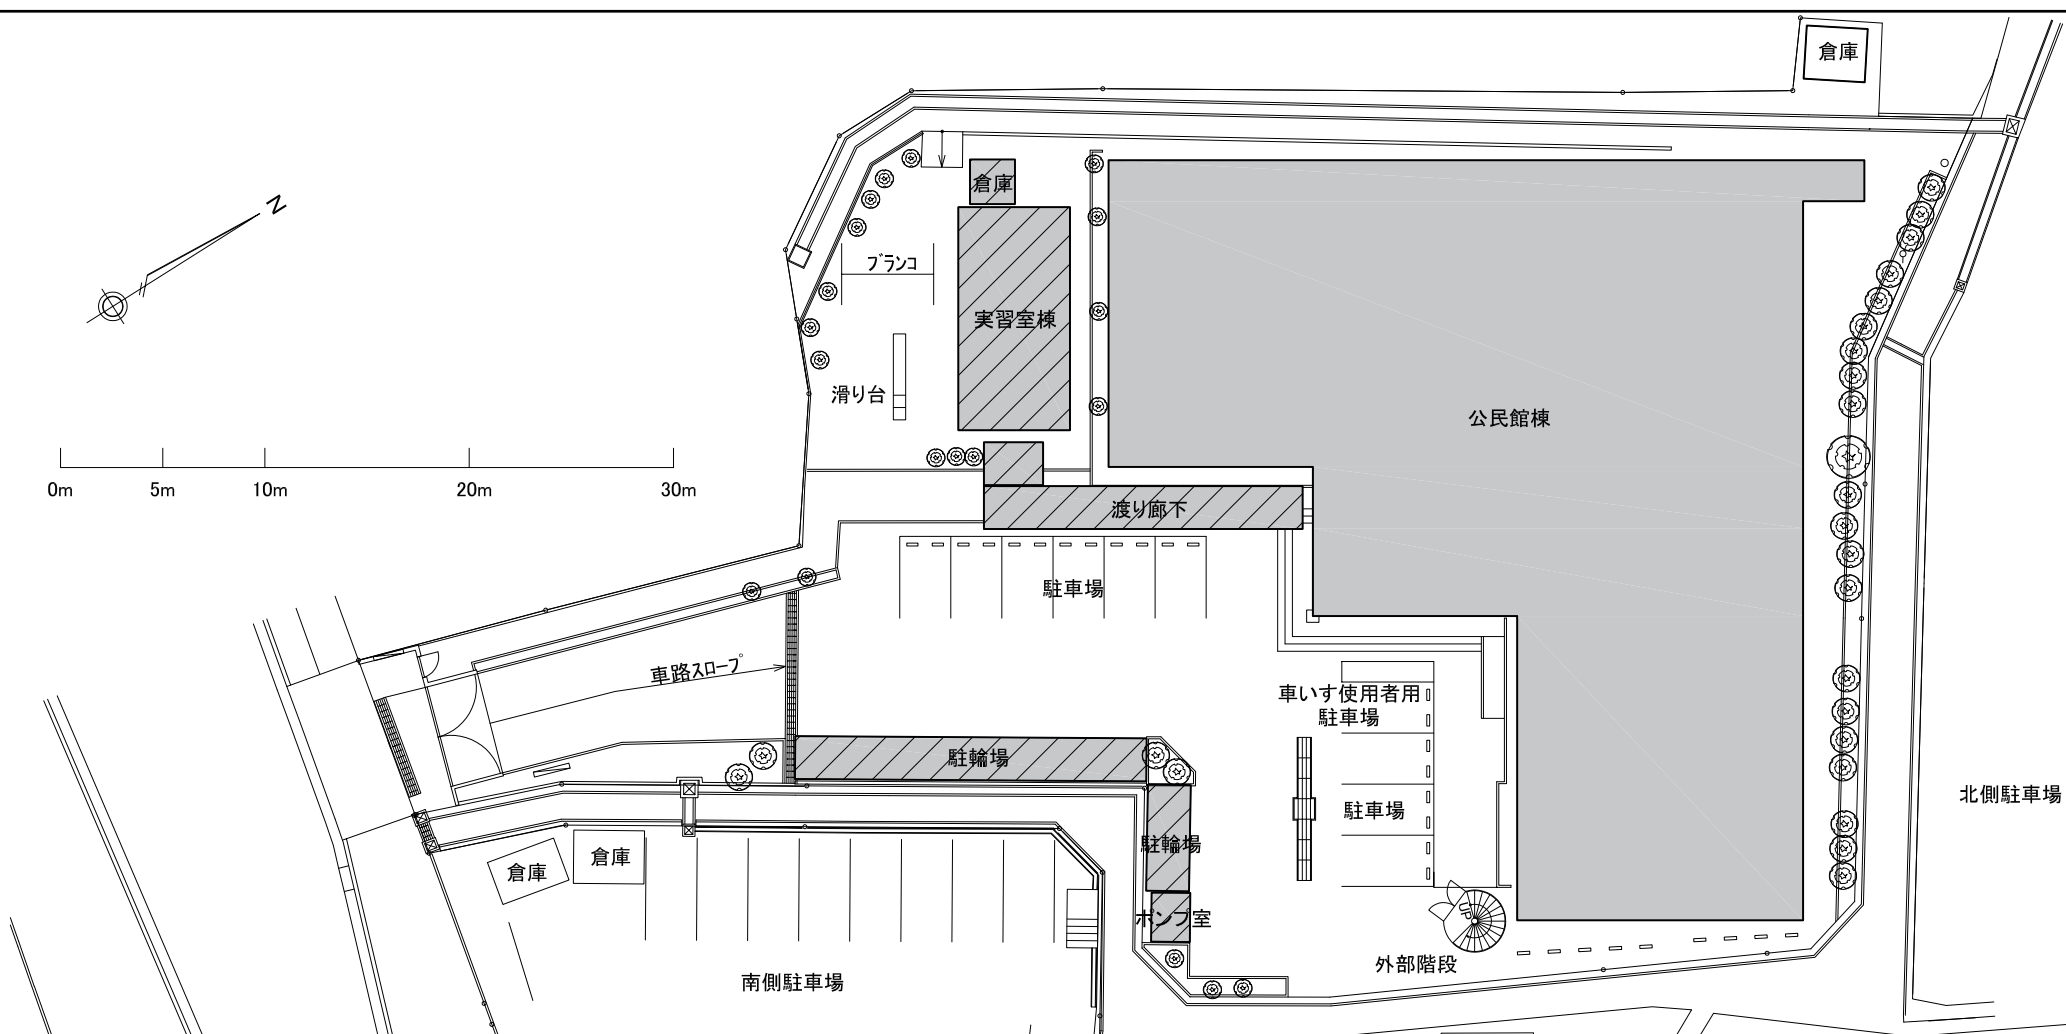 倉庫
N
倉庫
ブランコ
実習室棟
滑り台
公民館棟
0m
5m
10m
20m
30m
渡り廊下
駐車場
車路スロープ
車いす使用者用
駐車場
駐輪場
駐車場
北側駐車場
駐輪場
倉庫
倉庫
ポンプ室
UP
外部階段
南側駐車場